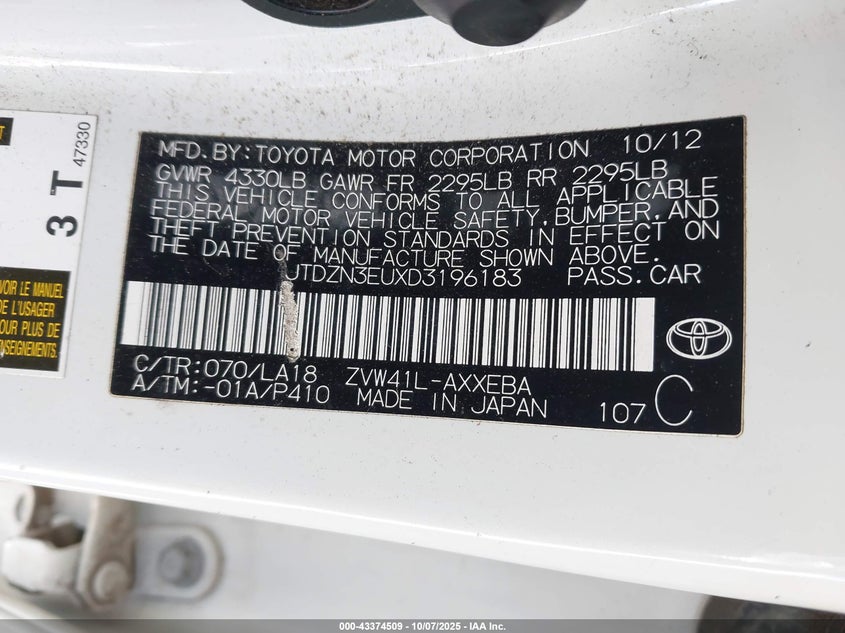 T
3 T
47330
VOIR LE MANUEL
DE L'USAGER
POUR PLUS DE
RENSEIGNEMENTS.
MFD. BY: TOYOTA MOTOR CORPORATION 10/12
GVWR 4330LB GAWR FR 2295LB RR 2295LB
THIS VEHICLE CONFORMS TO ALL APPLICABLE
FEDERAL MOTOR VEHICLE SAFETY, BUMPER, AND
THEFT PREVENTION STANDARDS IN EFFECT ON
THE DATE OF MANUFACTURE SHOWN ABOVE.
JTDZN3EUXD3196183 PASS. CAR
C/TR: 070/LA18 ZVW41L-AXXEBA
A/TM: -01A/P410 MADE IN JAPAN
107 C
000-43374509 - 10/07/2025 - IAA Inc.